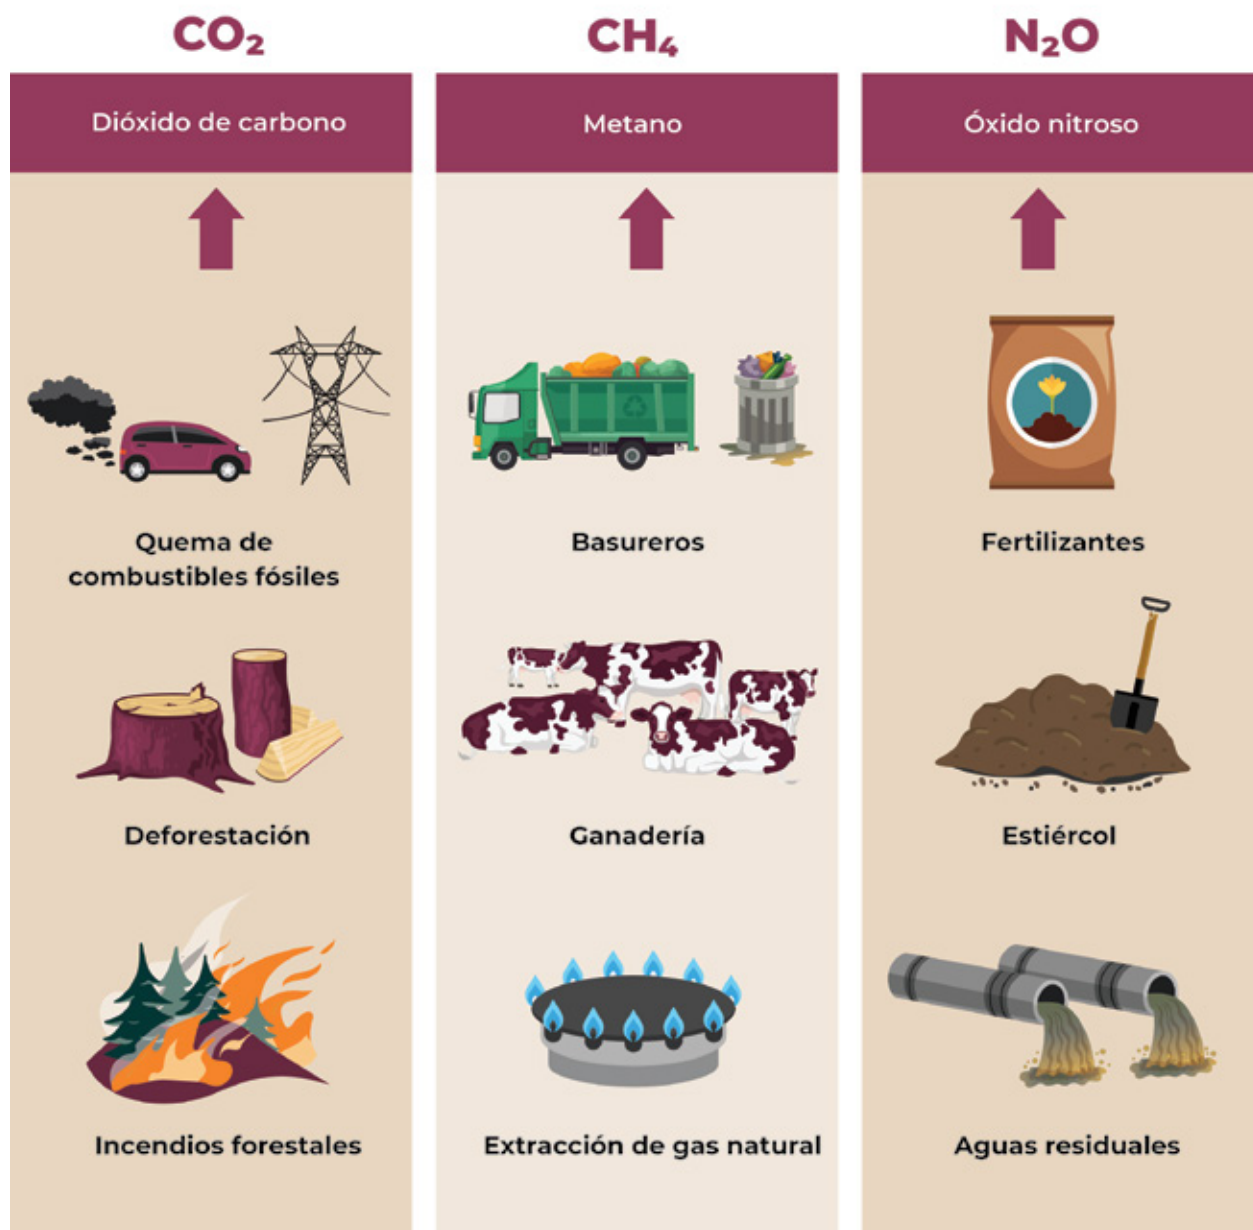 CO₂
Dióxido de carbono
Quema de
combustibles fósiles
Deforestación
Incendios forestales
CH₄
Metano
Basureros
Ganadería
Extracción de gas natural
N₂O
Óxido nitroso
Fertilizantes
Estiércol
Aguas residuales